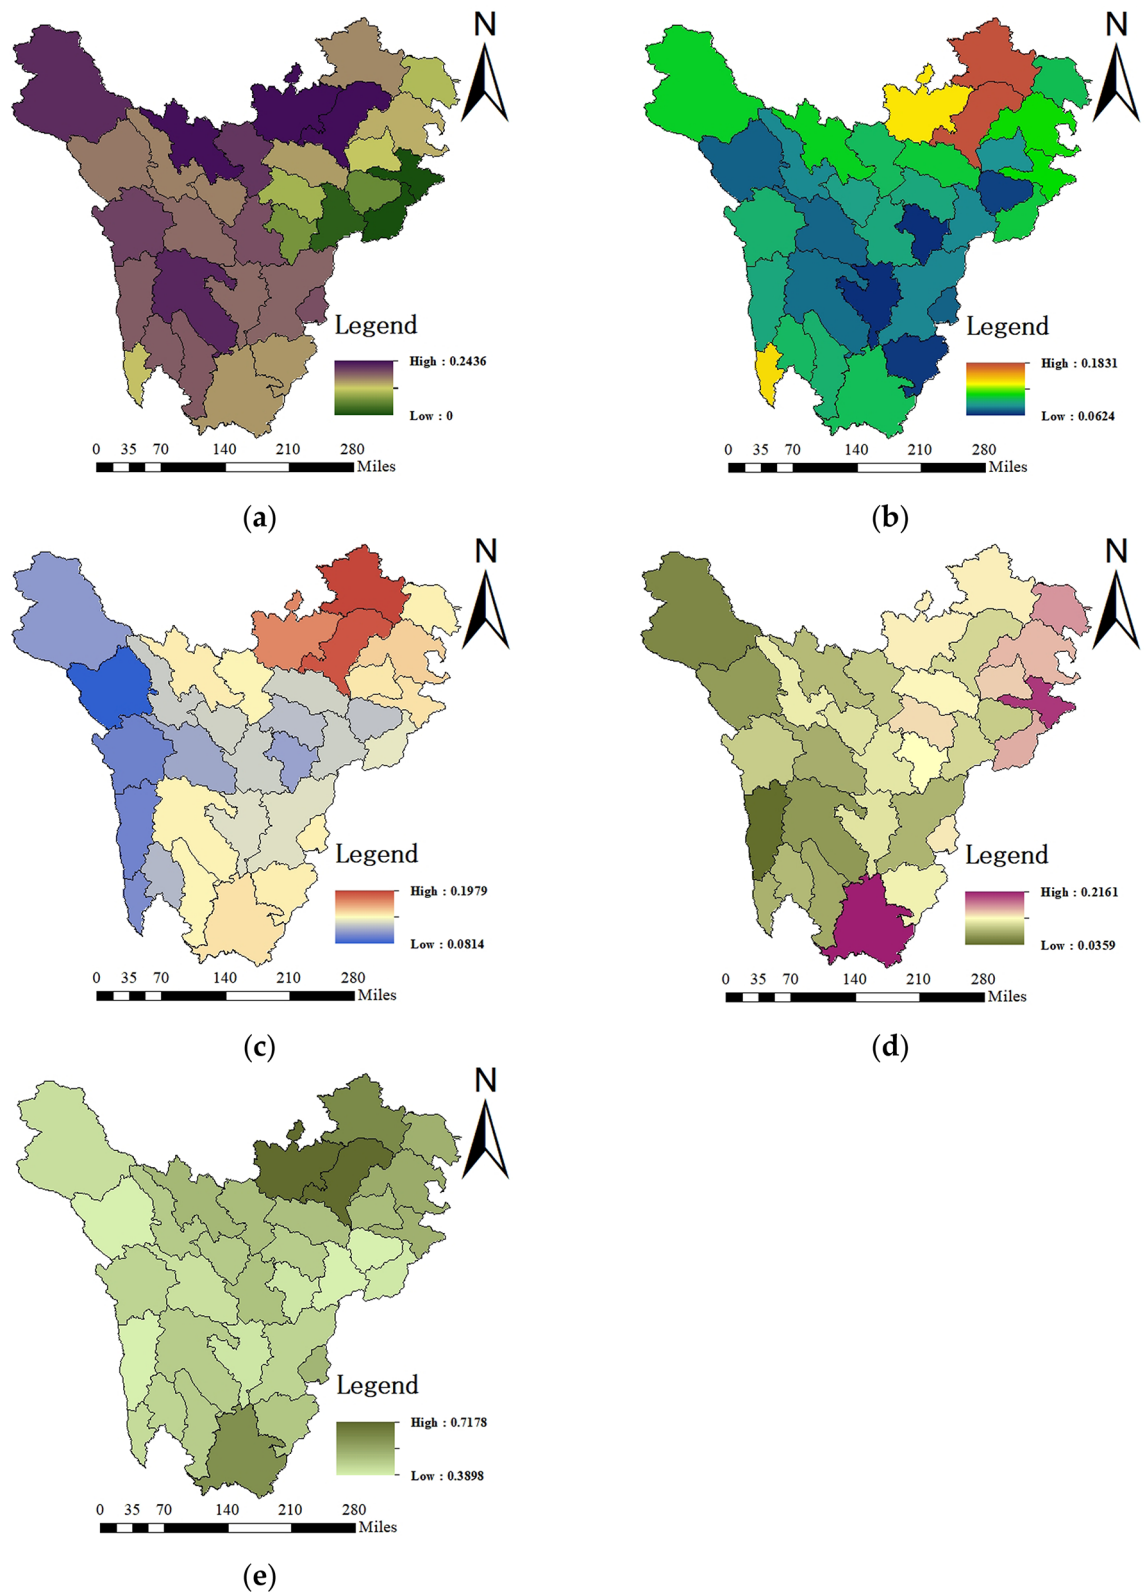 N
Legend
High : 0.2436
Low : 0
0 35 70 140 210 280
Miles
(a)
N
Legend
High : 0.1831
Low : 0.0624
0 35 70 140 210 280
Miles
(b)
N
Legend
High : 0.1979
Low : 0.0814
0 35 70 140 210 280
Miles
(c)
N
Legend
High : 0.2161
Low : 0.0359
0 35 70 140 210 280
Miles
(d)
N
Legend
High : 0.7178
Low : 0.3898
0 35 70 140 210 280
Miles
(e)